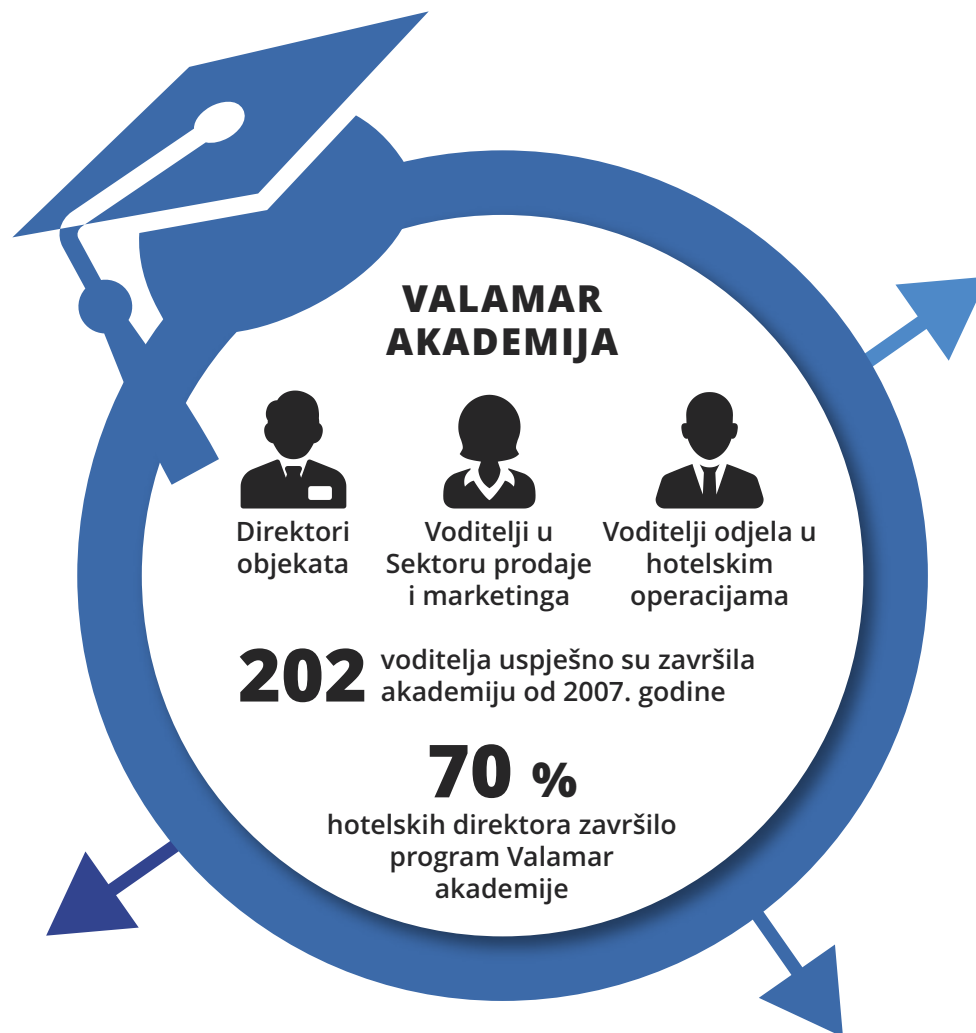 VALAMAR
AKADEMIJA
Direktori
objekata
Voditelji u
Sektoru prodaje
i marketinga
Voditelji odjela u
hotelskim
operacijama
202 voditelja uspješno su završila
akademiju od 2007. godine
70 %
hotelskih direktora završilo
program Valamar
akademije